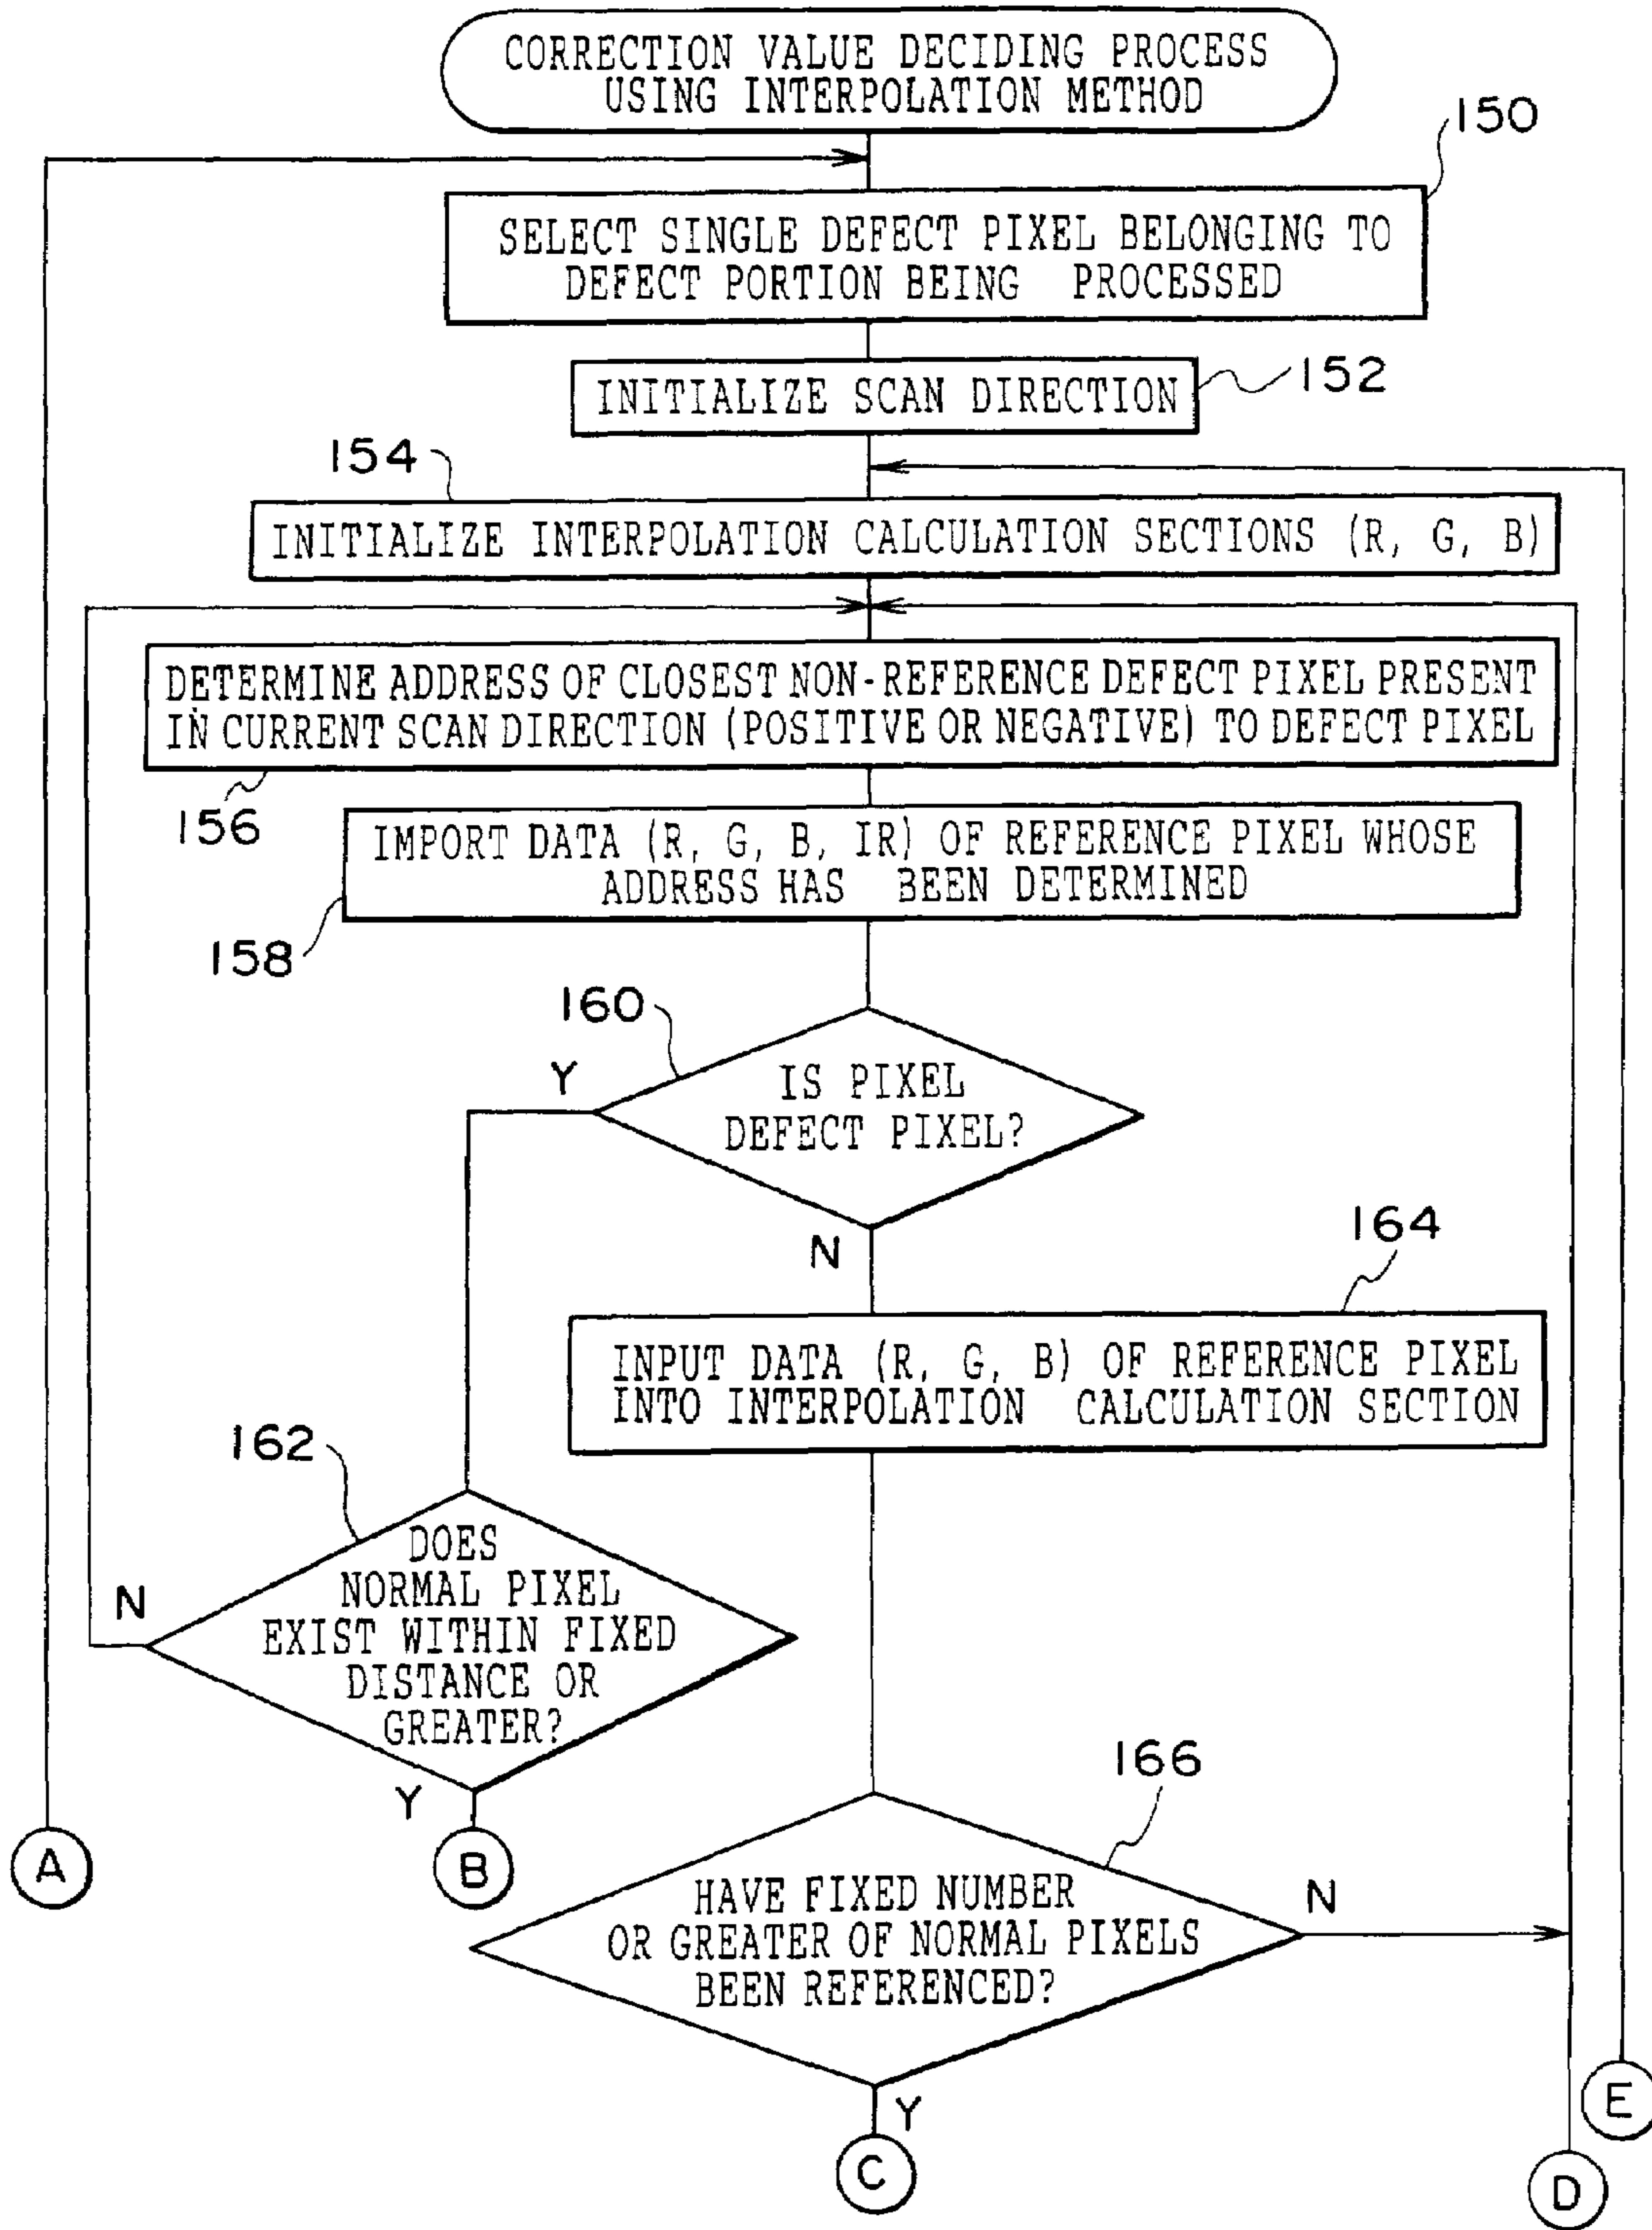 CORRECTION VALUE DECIDING PROCESS
USING INTERPOLATION METHOD
150
SELECT SINGLE DEFECT PIXEL BELONGING TO
DEFECT PORTION BEING PROCESSED
INITIALIZE SCAN DIRECTION
152
154
INITIALIZE INTERPOLATION CALCULATION SECTIONS (R, G, B)
DETERMINE ADDRESS OF CLOSEST NON-REFERENCE DEFECT PIXEL PRESENT
IN CURRENT SCAN DIRECTION (POSITIVE OR NEGATIVE) TO DEFECT PIXEL
156
IMPORT DATA (R, G, B, IR) OF REFERENCE PIXEL WHOSE
ADDRESS HAS BEEN DETERMINED
158
160
Y
IS PIXEL
DEFECT PIXEL?
N
164
INPUT DATA (R, G, B) OF REFERENCE PIXEL
INTO INTERPOLATION CALCULATION SECTION
162
DOES
NORMAL PIXEL
EXIST WITHIN FIXED
DISTANCE OR
GREATER?
N
Y
A
B
166
HAVE FIXED NUMBER
OR GREATER OF NORMAL PIXELS
BEEN REFERENCED?
N
Y
C
E
D